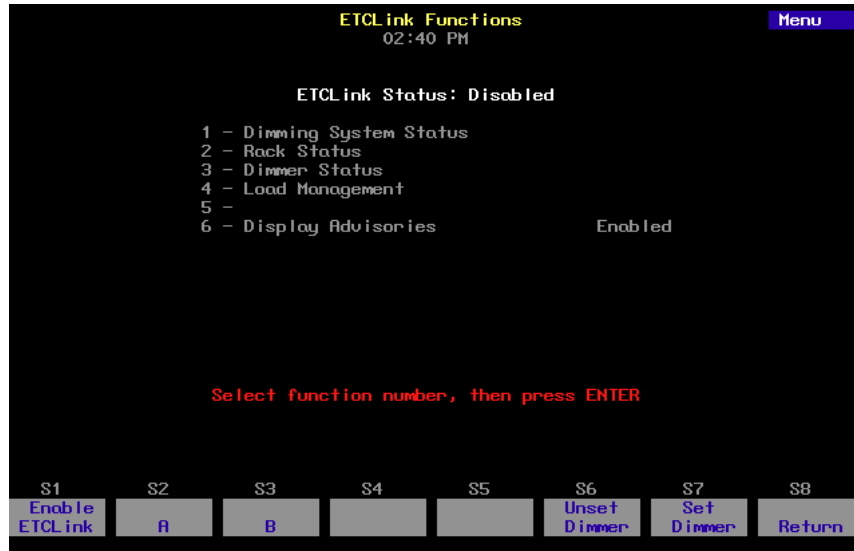 ETCLink Functions Menu
02:40 PM
ETCLink Status: Disabled
1 - Dimming System Status
2 - Rack Status
3 - Dimmer Status
4 - Load Management
5 -
6 - Display Advisories Enabled
Select function number, then press ENTER
S1 S2 S3 S4 S5 S6 S7 S8
Enable Unset Set
ETCLink A B Dimmer Dimmer Return